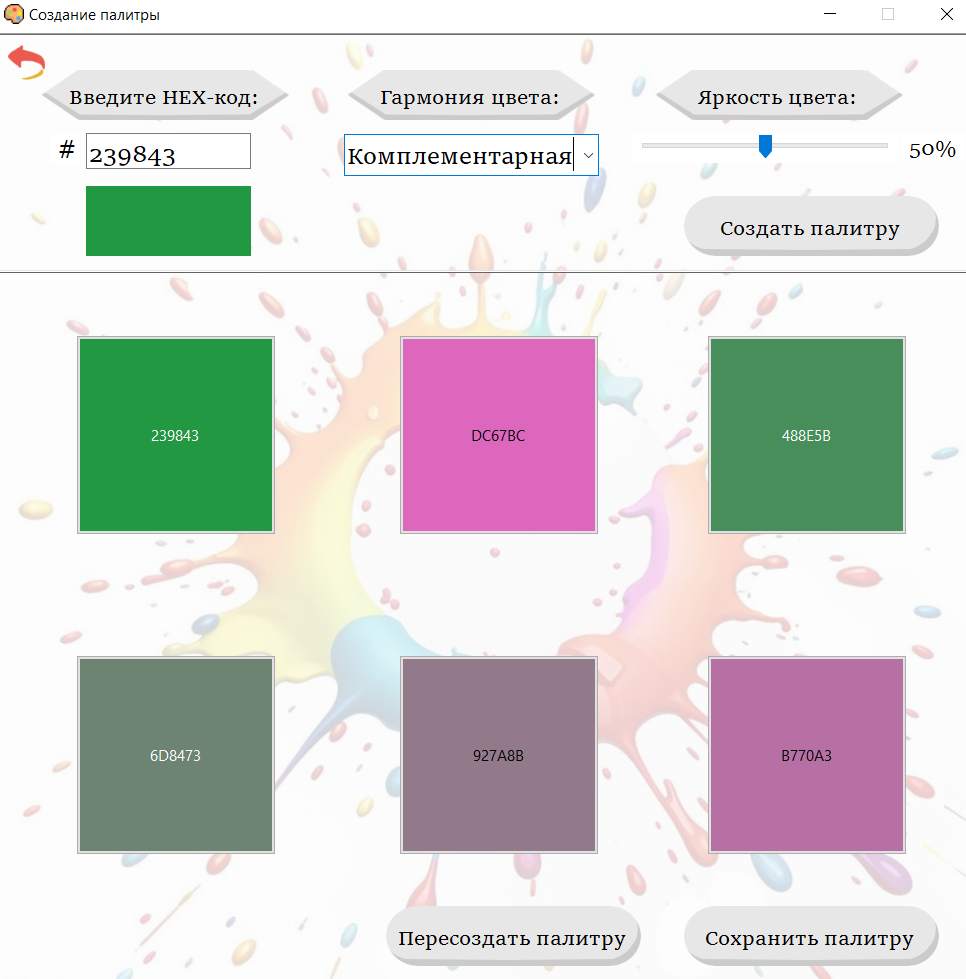 Создание палитры
Введите HEX-код:
Гармония цвета:
Яркость цвета:
# 239843
Комплементарная
50%
Создать палитру
239843
DC67BC
488E5B
6D8473
927A8B
B770A3
Пересоздать палитру
Сохранить палитру